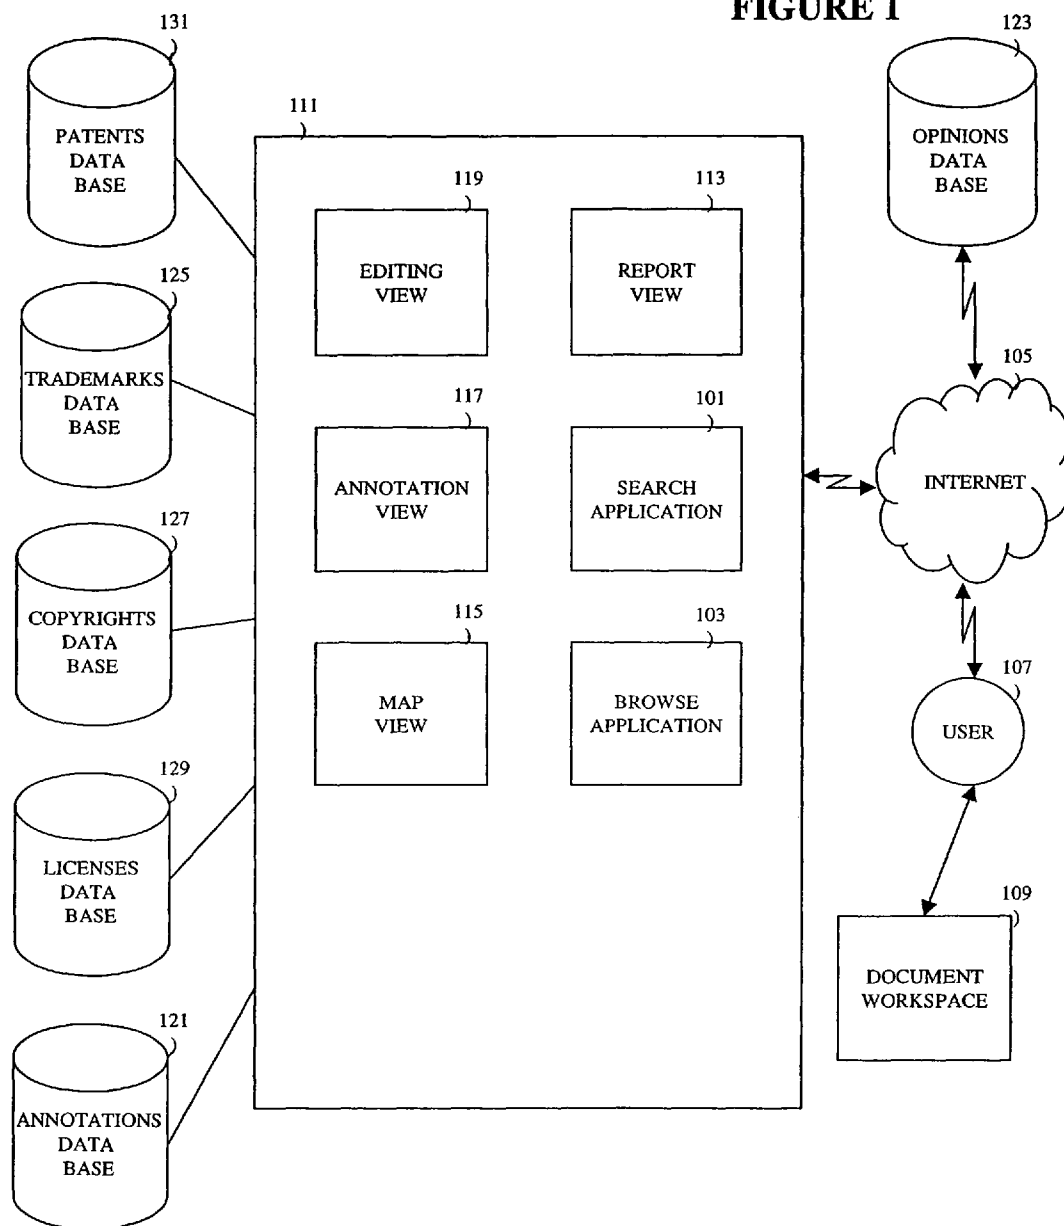 FIGURE 1
131
PATENTS
DATA
BASE
125
TRADEMARKS
DATA
BASE
127
COPYRIGHTS
DATA
BASE
129
LICENSES
DATA
BASE
121
ANNOTATIONS
DATA
BASE
111
119
EDITING
VIEW
113
REPORT
VIEW
117
ANNOTATION
VIEW
101
SEARCH
APPLICATION
115
MAP
VIEW
103
BROWSE
APPLICATION
123
OPINIONS
DATA
BASE
105
INTERNET
107
USER
109
DOCUMENT
WORKSPACE